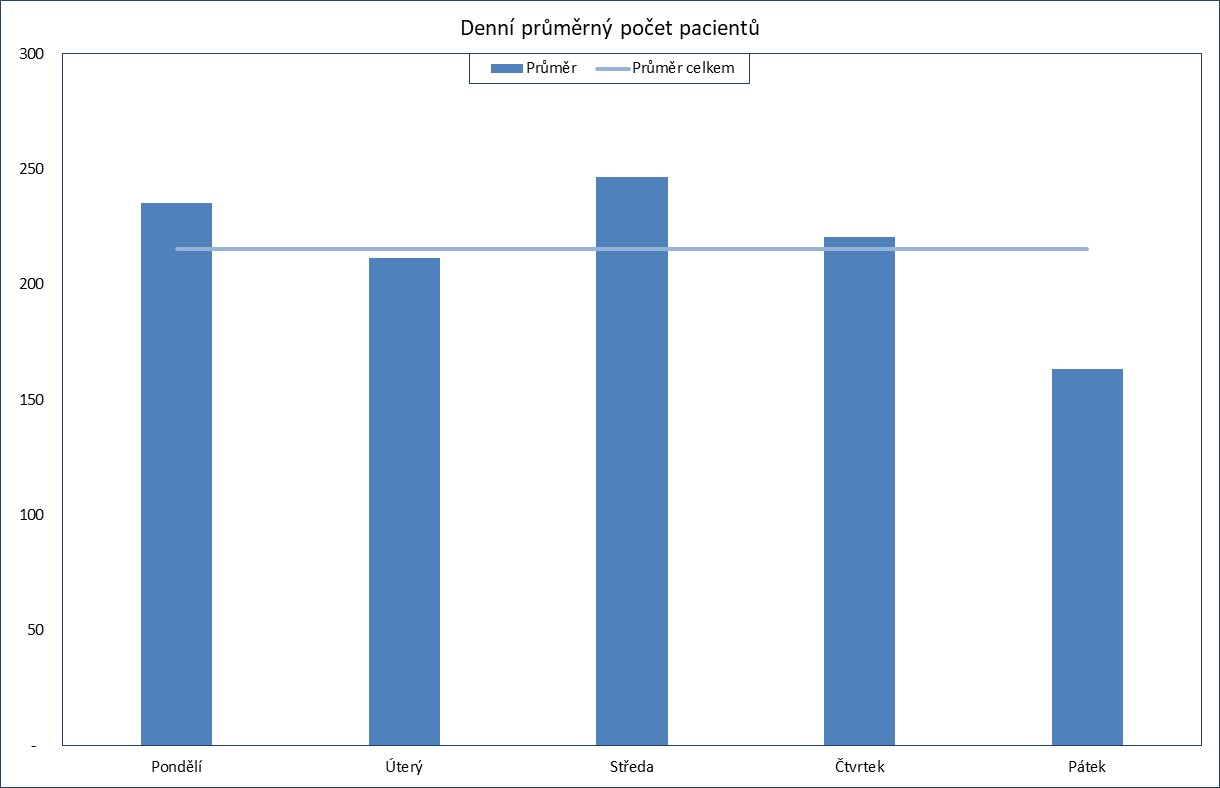 Denní průměrný počet pacientů
Průměr Průměr celkem
300
250
200
150
100
50
-
Pondělí Úterý Středa Čtvrtek Pátek